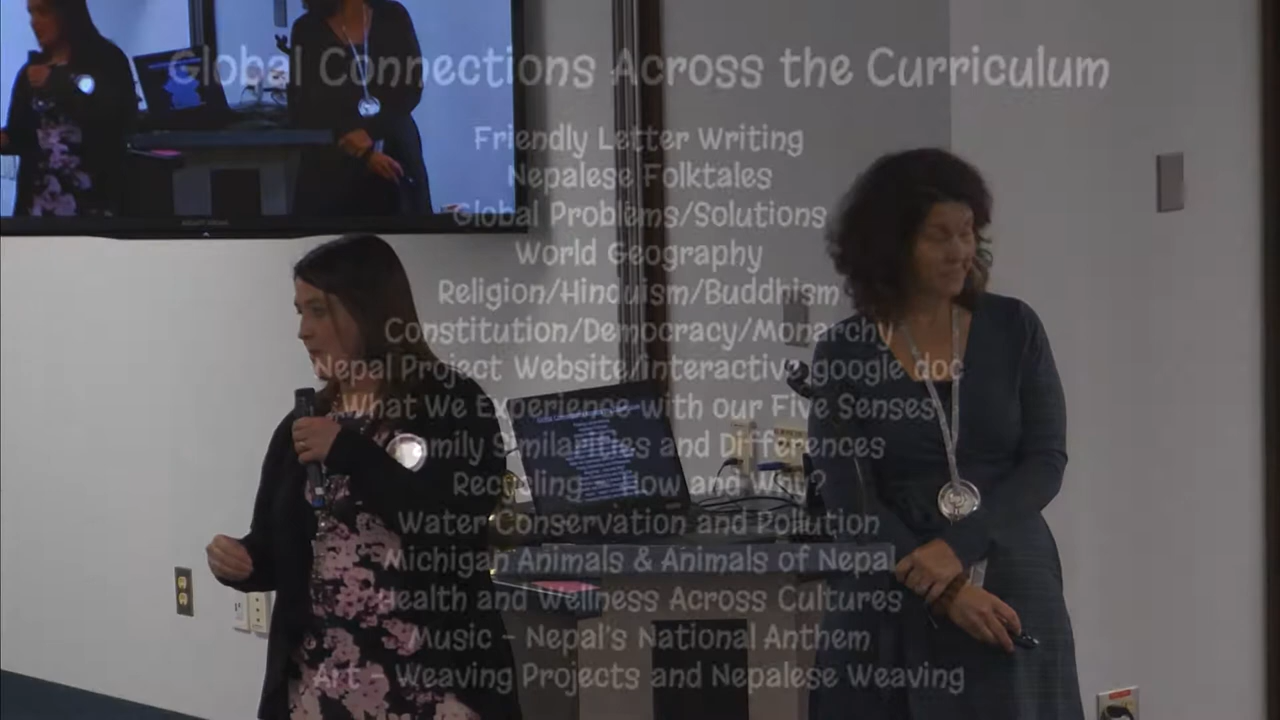 Global Connections Across the Curriculum
Friendly Letter Writing
Nepalese Folktales
Global Problems/Solutions
World Geography
Religion/Hinduism/Buddhism
Constitution/Democracy/Monarchy
Nepal Project Website/interactive google doc
What We Experience with our Five Senses
Family Similarities and Differences
Recycling - How and Why?
Water Conservation and Pollution
Michigan Animals & Animals of Nepal
Health and Wellness Across Cultures
Music - Nepal's National Anthem
Art - Weaving Projects and Nepalese Weaving